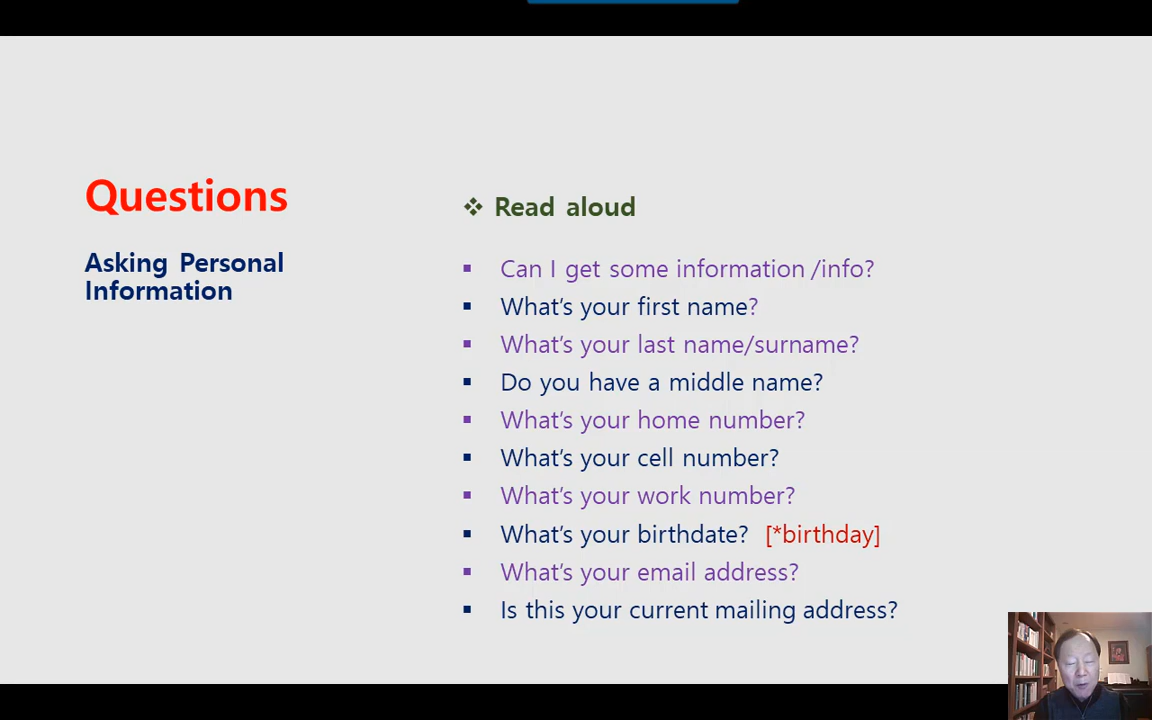 Questions
Asking Personal
Information
❖ Read aloud
▪ Can I get some information /info?
▪ What’s your first name?
▪ What’s your last name/surname?
▪ Do you have a middle name?
▪ What’s your home number?
▪ What’s your cell number?
▪ What’s your work number?
▪ What’s your birthdate? [*birthday]
▪ What’s your email address?
▪ Is this your current mailing address?